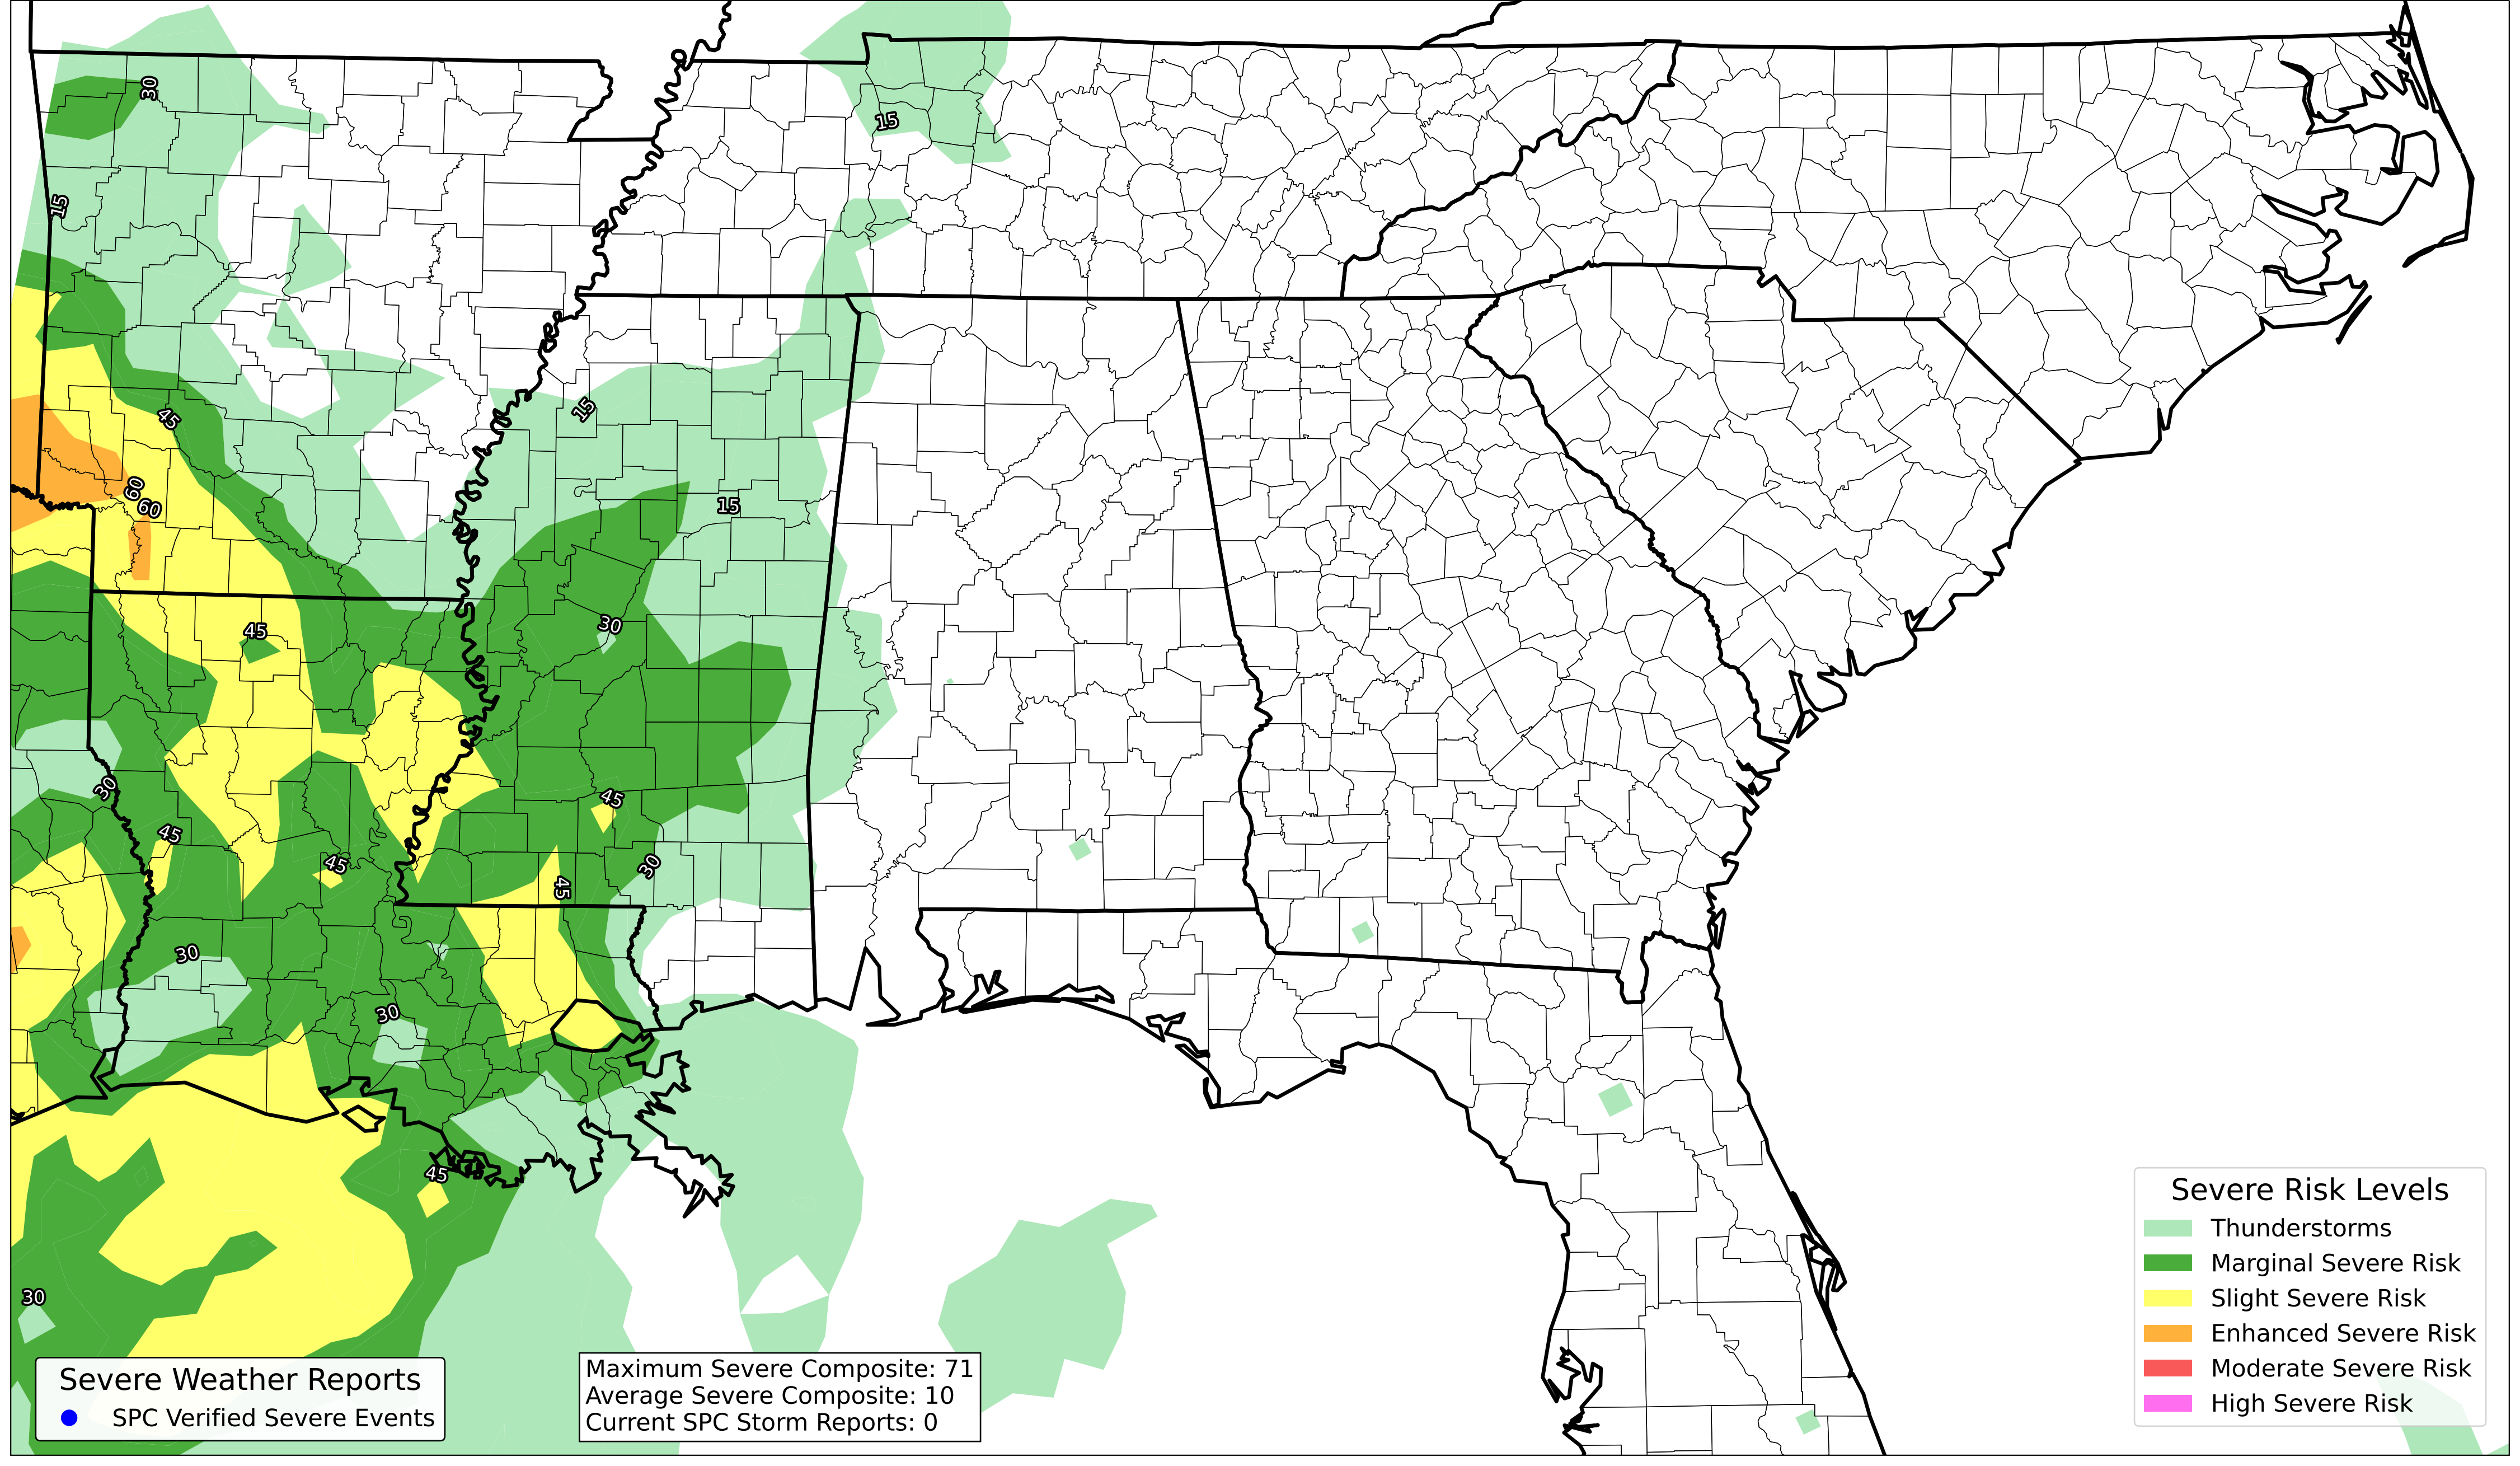 30
15
15
15
45
15
60
60
30
45
30
45
45
45
30
45
30
30
45
30
Severe Risk Levels
Thunderstorms
Marginal Severe Risk
Slight Severe Risk
Enhanced Severe Risk
Moderate Severe Risk
High Severe Risk
Severe Weather Reports
SPC Verified Severe Events
Maximum Severe Composite: 71
Average Severe Composite: 10
Current SPC Storm Reports: 0